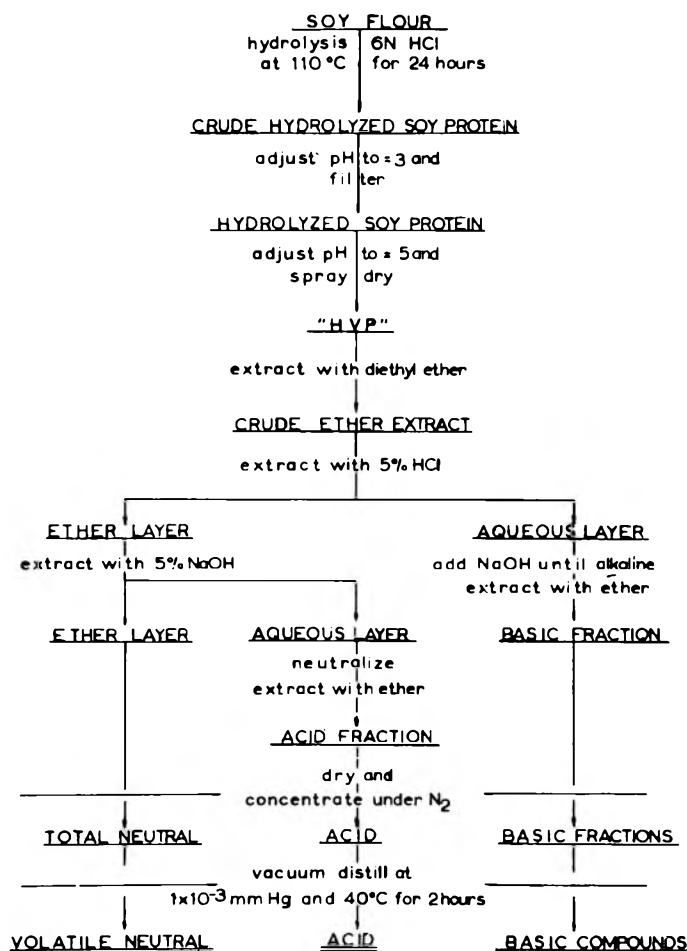 SOY FLOUR
hydrolysis 6N HCl
at 110°C for 24 hours
CRUDE HYDROLYZED SOY PROTEIN
adjust pH to = 3 and
filter
HYDROLYZED SOY PROTEIN
adjust pH to = 5 and
spray dry
"HVP"
extract with diethyl ether
CRUDE ETHER EXTRACT
extract with 5% HCl
ETHER LAYER AQUEOUS LAYER
extract with 5% NaOH add NaOH until alkaline
extract with ether
ETHER LAYER AQUEOUS LAYER BASIC FRACTION
neutralize
extract with ether
ACID FRACTION
dry and
concentrate under N2
TOTAL NEUTRAL ACID BASIC FRACTIONS
vacuum distill at
1x10-3 mm Hg and 40°C for 2 hours
VOLATILE NEUTRAL ACID BASIC COMPOUNDS